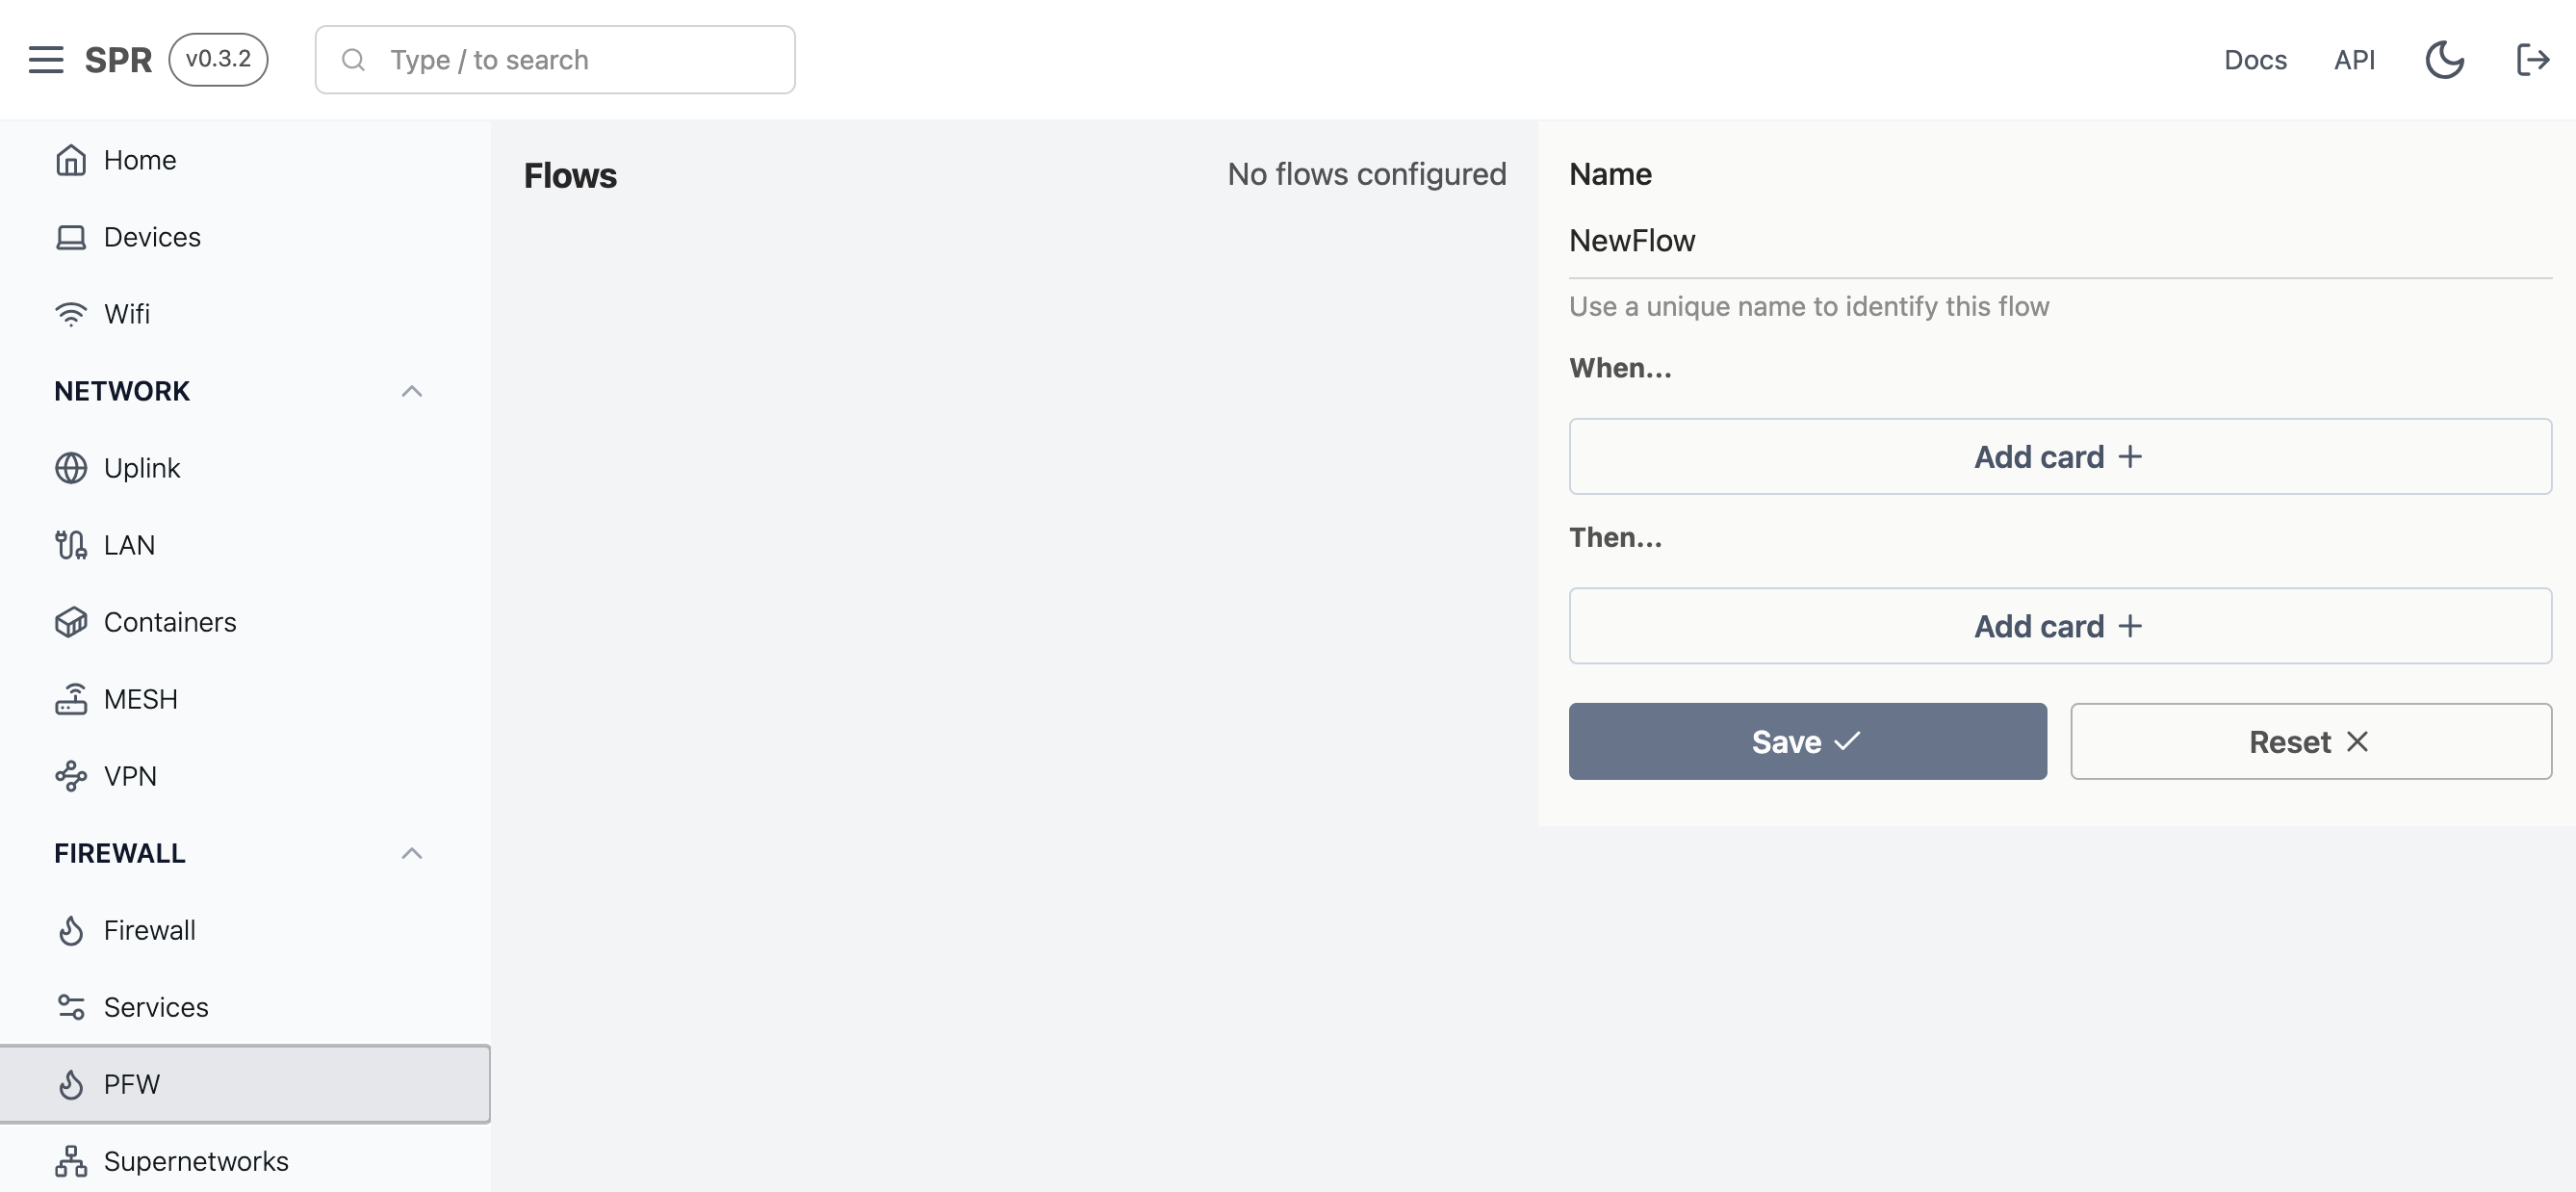 SPR v0.3.2
Type / to search
Docs API
Home
Devices
Wifi
NETWORK
Uplink
LAN
Containers
MESH
VPN
FIREWALL
Firewall
Services
PFW
Supernetworks
Flows
No flows configured
Name
NewFlow
Use a unique name to identify this flow
When...
Add card +
Then...
Add card +
Save
Reset